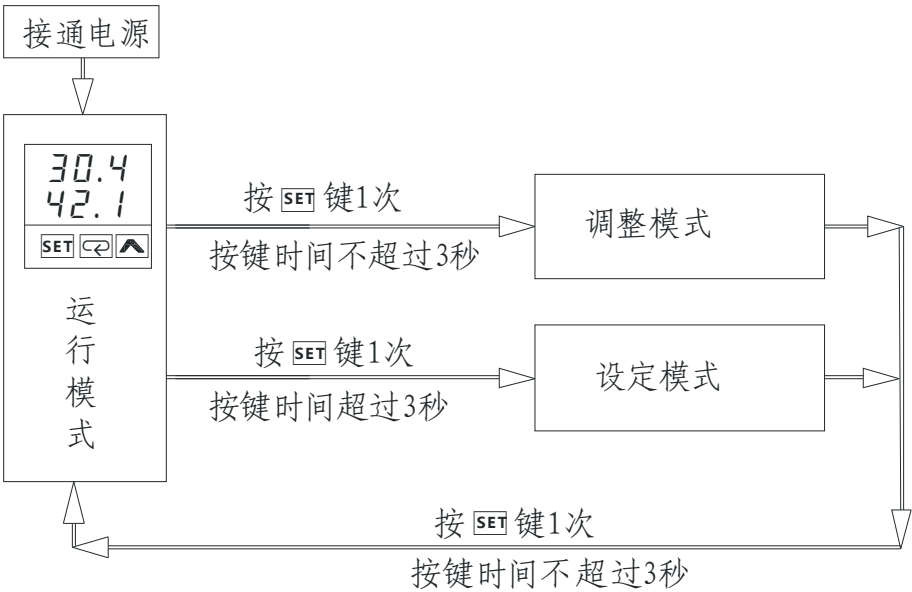 接通电源
30.4
42.1
SET
运
行
模
式
按 SET 键1次
按键时间不超过3秒
调整模式
按 SET 键1次
按键时间超过3秒
设定模式
按 SET 键1次
按键时间不超过3秒